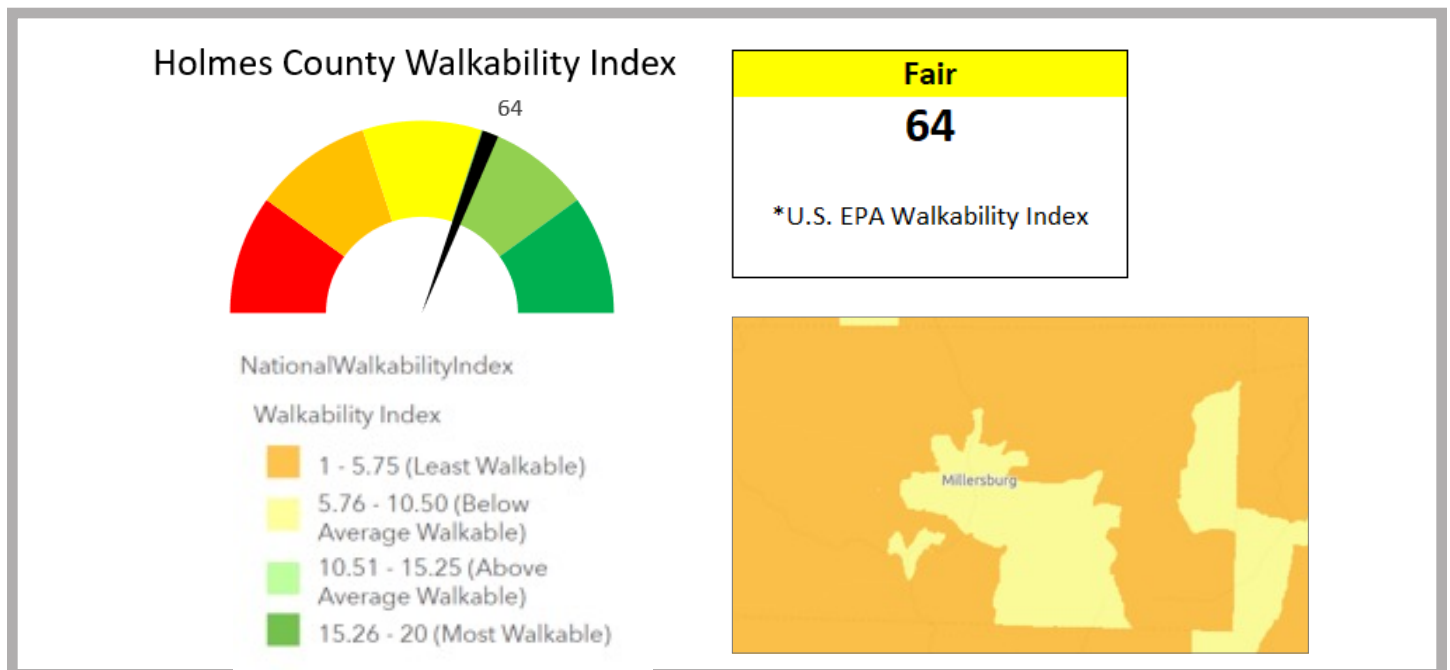 Holmes County Walkability Index
64
Fair
64
*U.S. EPA Walkability Index
NationalWalkabilityIndex
Walkability Index
1 - 5.75 (Least Walkable)
5.76 - 10.50 (Below
Average Walkable)
10.51 - 15.25 (Above
Average Walkable)
15.26 - 20 (Most Walkable)
Millersburg